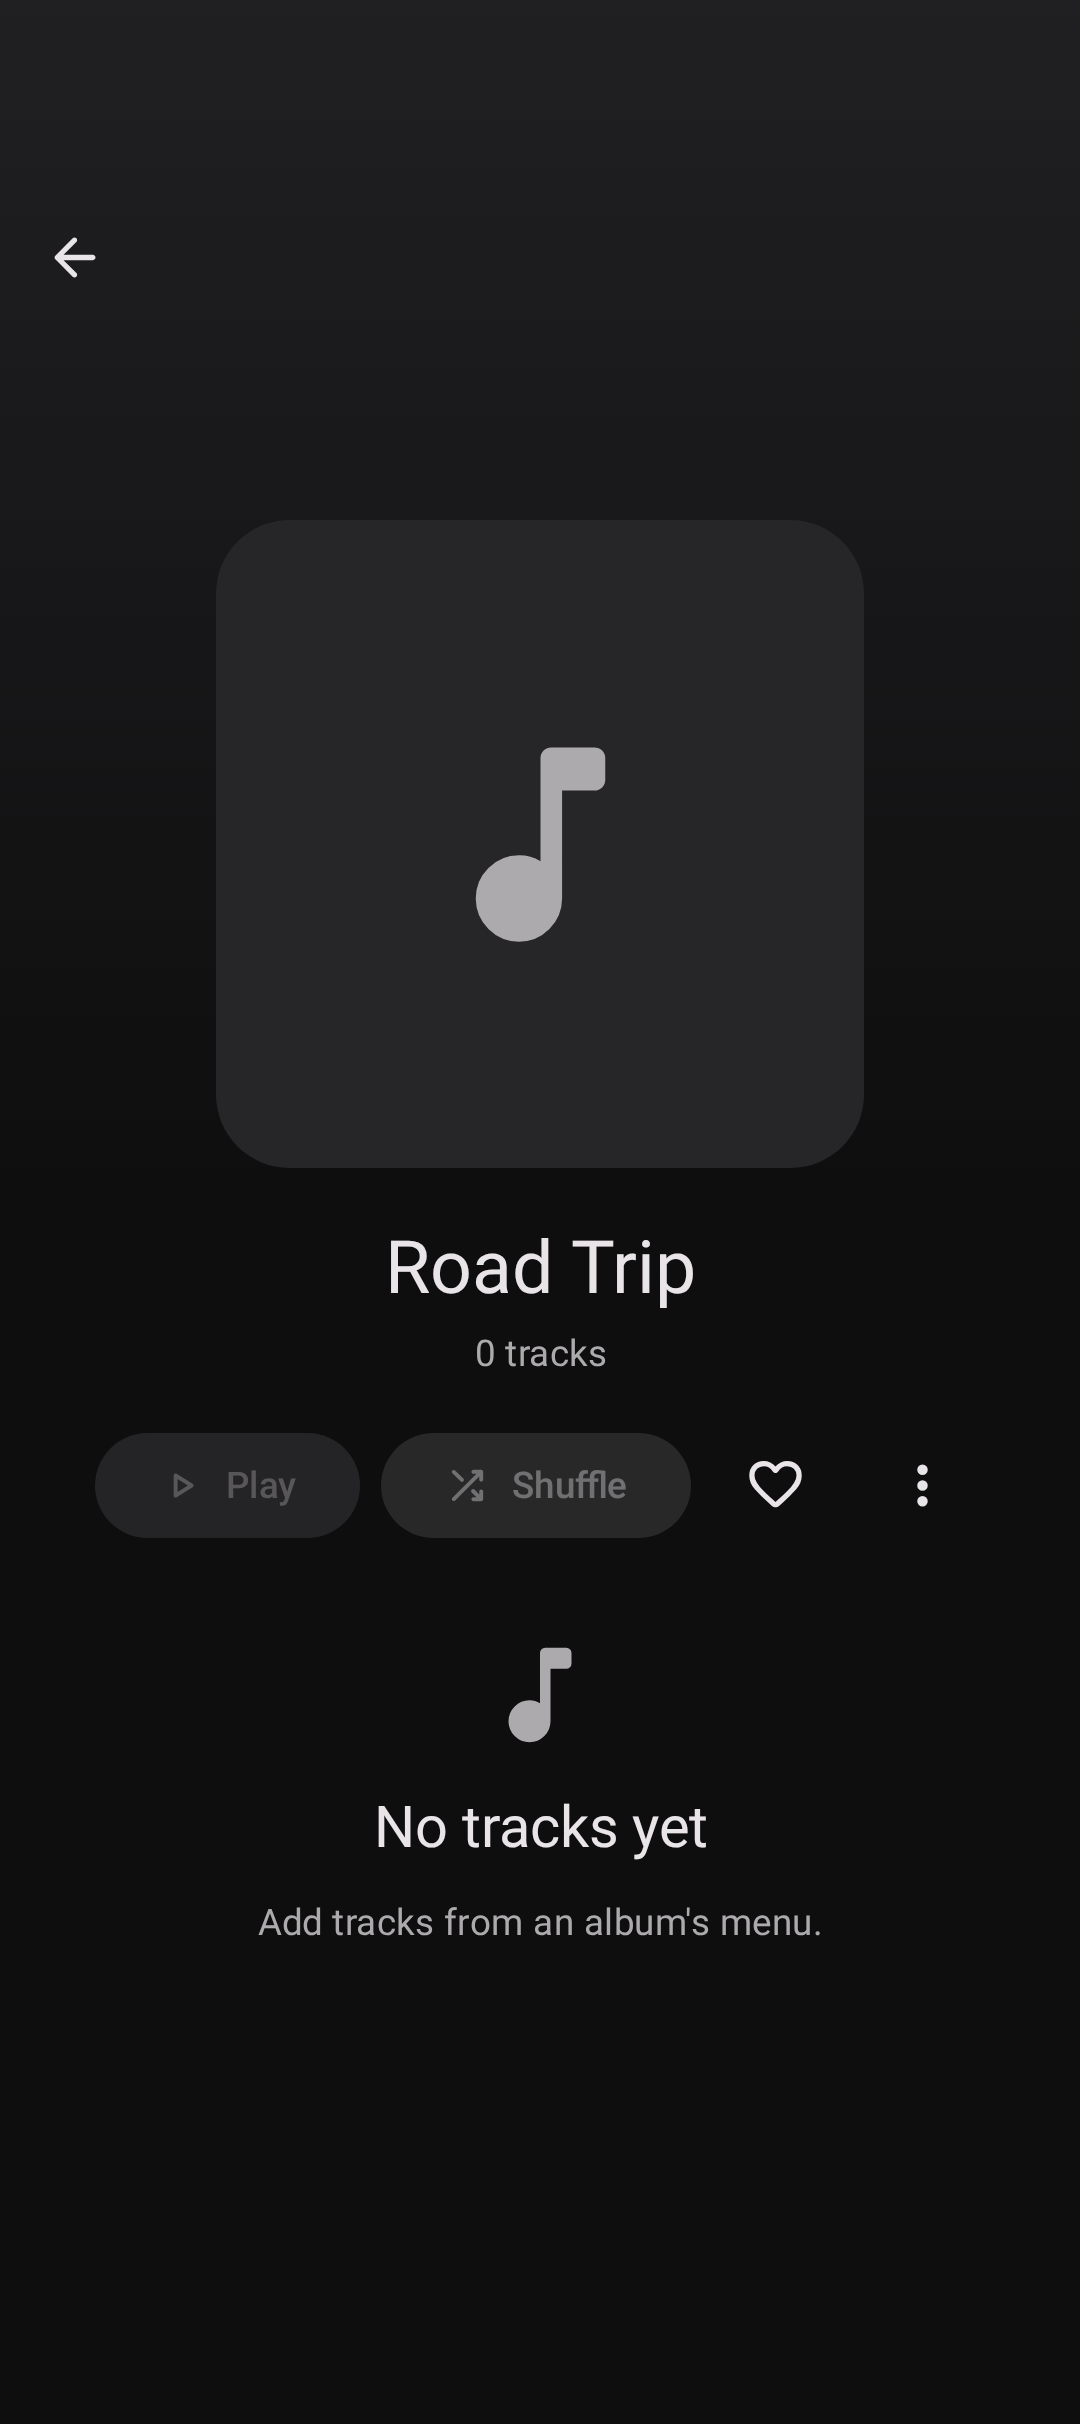 Road Trip
0 tracks
Play
Shuffle
No tracks yet
Add tracks from an album's menu.